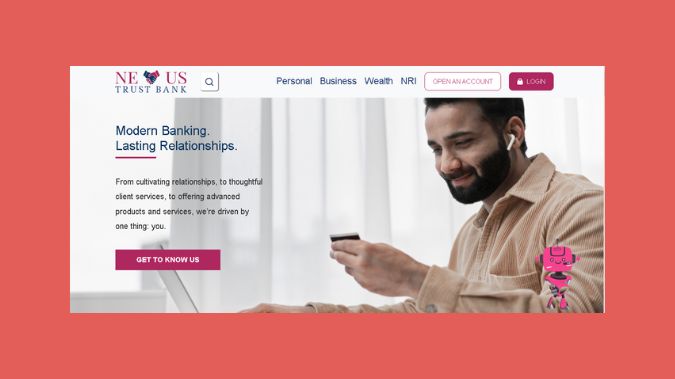 NE US
TRUST BANK
Personal Business Wealth NRI OPEN AN ACCOUNT LOGIN
Modern Banking.
Lasting Relationships.
From cultivating relationships, to thoughtful
client services, to offering advanced
products and services, we're driven by
one thing: you.
GET TO KNOW US